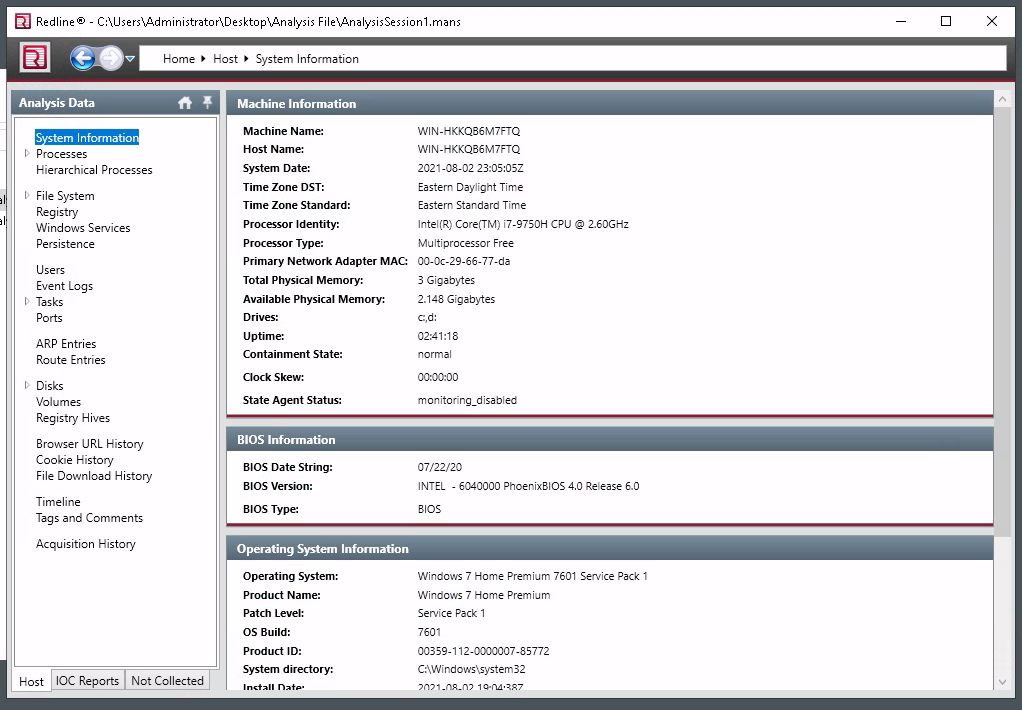 Redline® - C:\Users\Administrator\Desktop\Analysis File\AnalysisSession1.mans
Home Host System Information
Analysis Data
System Information
Processes
Hierarchical Processes
File System
Registry
Windows Services
Persistence
Users
Event Logs
Tasks
Ports
ARP Entries
Route Entries
Disks
Volumes
Registry Hives
Browser URL History
Cookie History
File Download History
Timeline
Tags and Comments
Acquisition History
Host IOC Reports Not Collected
Machine Information
Machine Name: WIN-HKKQB6M7FTQ
Host Name: WIN-HKKQB6M7FTQ
System Date: 2021-08-02 23:05:05Z
Time Zone DST: Eastern Daylight Time
Time Zone Standard: Eastern Standard Time
Processor Identity: Intel(R) Core(TM) i7-9750H CPU @ 2.60GHz
Processor Type: Multiprocessor Free
Primary Network Adapter MAC: 00-0c-29-66-77-da
Total Physical Memory: 3 Gigabytes
Available Physical Memory: 2.148 Gigabytes
Drives: c:,d:
Uptime: 02:41:18
Containment State: normal
Clock Skew: 00:00:00
State Agent Status: monitoring_disabled
BIOS Information
BIOS Date String: 07/22/20
BIOS Version: INTEL - 6040000 PhoenixBIOS 4.0 Release 6.0
BIOS Type: BIOS
Operating System Information
Operating System: Windows 7 Home Premium 7601 Service Pack 1
Product Name: Windows 7 Home Premium
Patch Level: Service Pack 1
OS Build: 7601
Product ID: 00359-112-0000007-85772
System directory: C:\Windows\system32
Install Date: 2021-08-02 19:04:38Z